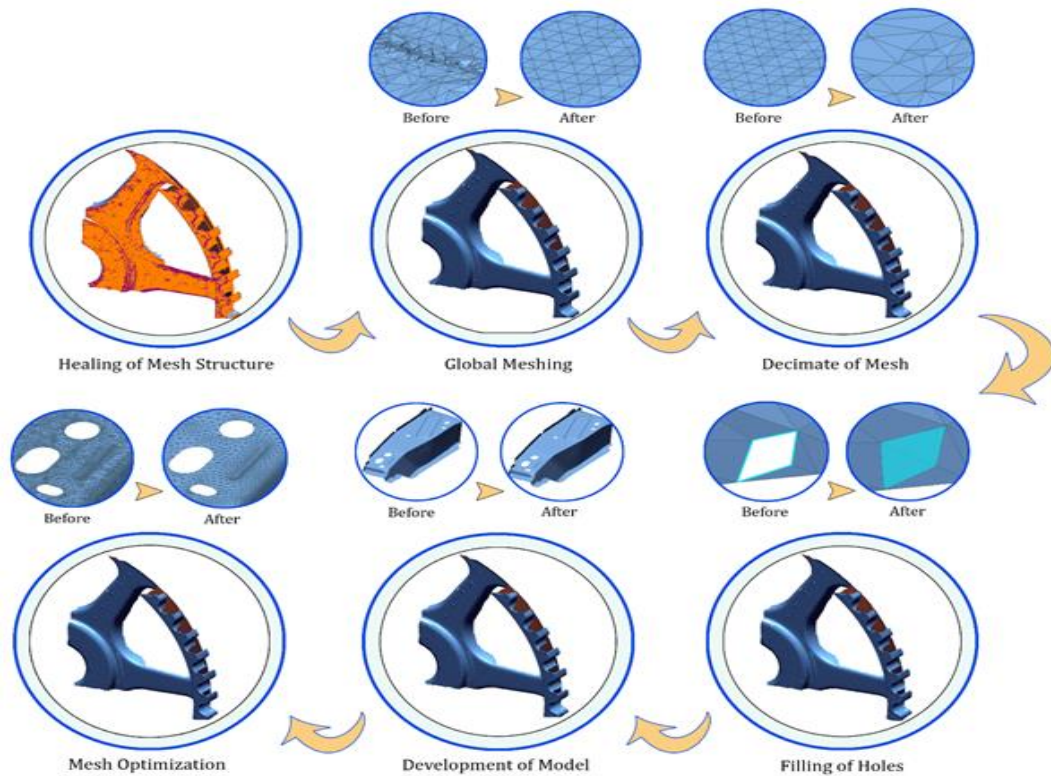 Before After
Before After
Healing of Mesh Structure
Global Meshing
Decimate of Mesh
Before After
Before After
Before After
Mesh Optimization
Development of Model
Filling of Holes